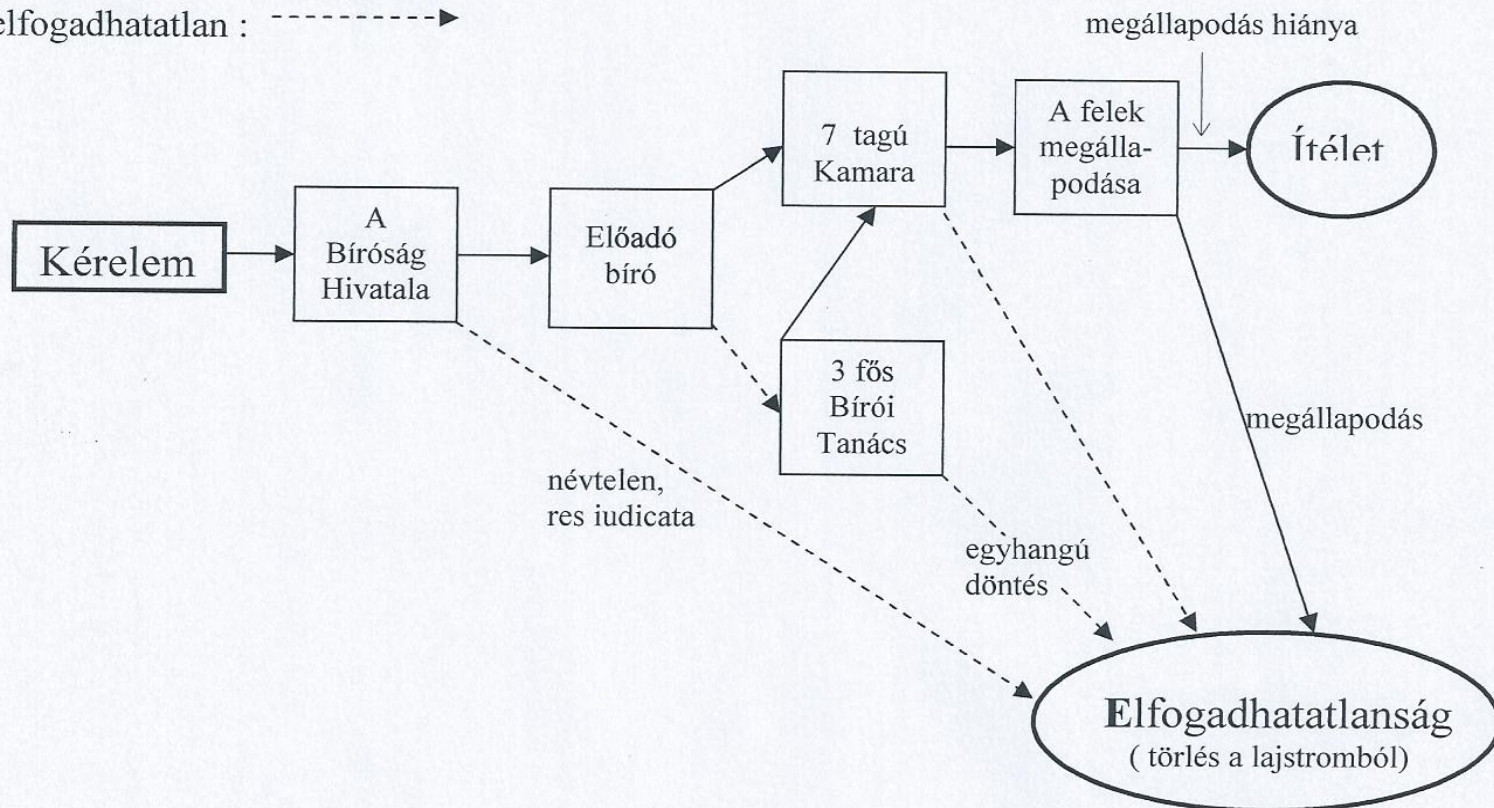 elfogadhatatlan :
megállapodás hiánya
7 tagú
Kamara
A felek
megálla-
podása
Ítélet
Kérelem
A
Bíróság
Hivatala
Előadó
bíró
3 fős
Bírói
Tanács
megállapodás
névtelen,
res iudicata
egyhangú
döntés
Elfogadhatatlanság
( törlés a lajstromból)